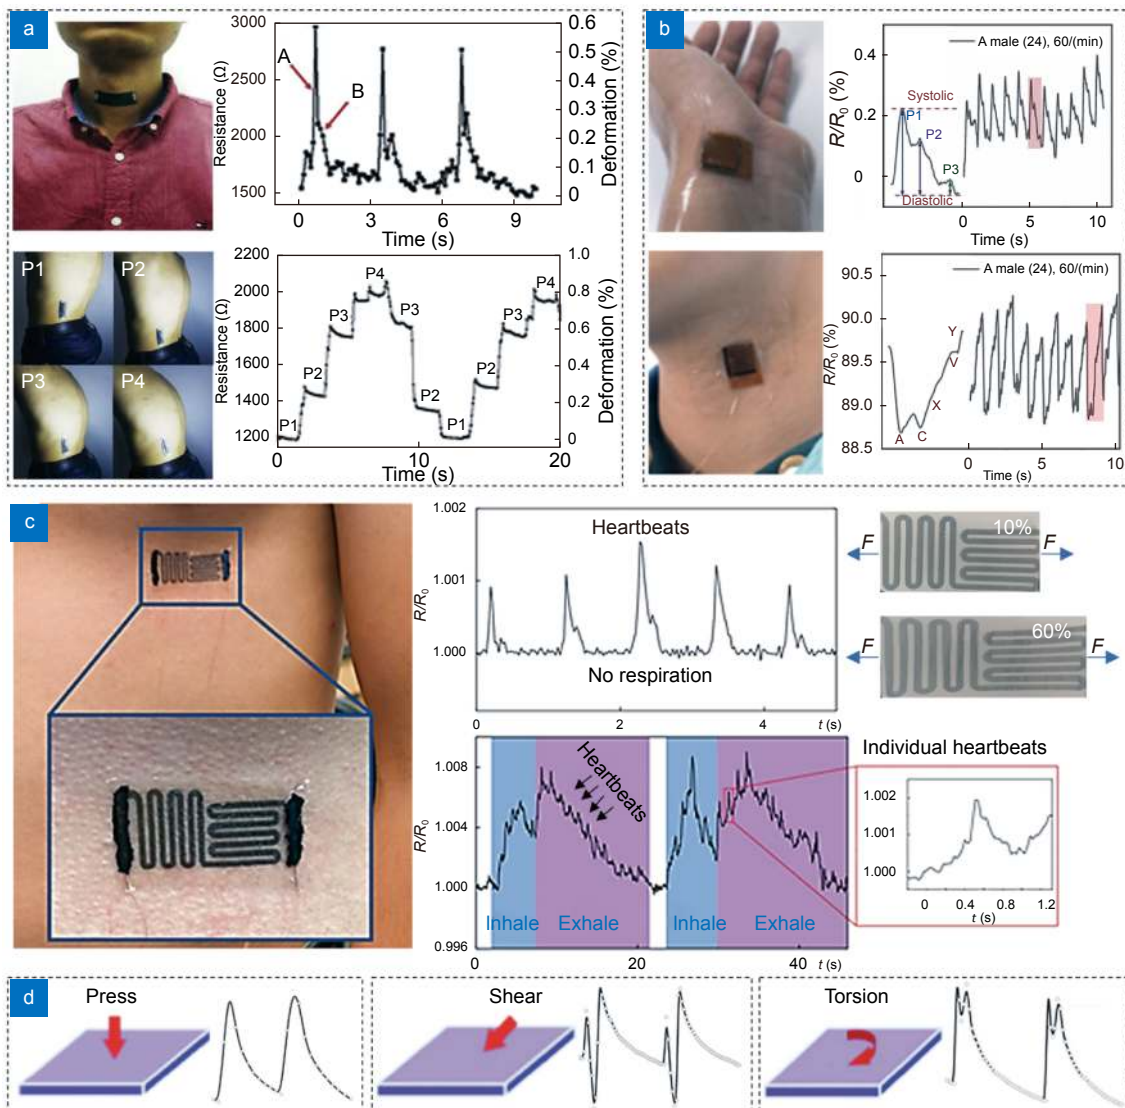 a
3000
2500
2000
1500
Resistance (Ω)
A
B
0.6
0.5
0.4
0.3
0.2
0.1
0
Deformation (%)
0 3 6 9
Time (s)
P1 P2
P3 P4
2200
2000
1800
1600
1400
1200
Resistance (Ω)
P1
P2
P3
P4
P3
P2
P1
P2
P3
P4
1.0
0.8
0.6
0.4
0.2
0
Deformation (%)
0 10 20
Time (s)
b
A male (24), 60/(min)
0.4
0.2
0
R/R0 (%)
Systolic
P1
P2
P3
Diastolic
0 5 10
Time (s)
A male (24), 60/(min)
90.5
90.0
89.5
89.0
88.5
R/R0 (%)
A
C
X
V
Y
0 5 10
Time (s)
c
1.002
1.001
1.000
R/R0
Heartbeats
No respiration
0 2 4 t (s)
10%
F F
60%
F F
1.008
1.004
1.000
0.996
R/R0
Heartbeats
Inhale Exhale Inhale Exhale
0 20 40 t (s)
Individual heartbeats
1.002
1.001
1.000
0 0.4 0.8 1.2
t (s)
d
Press
Shear
Torsion